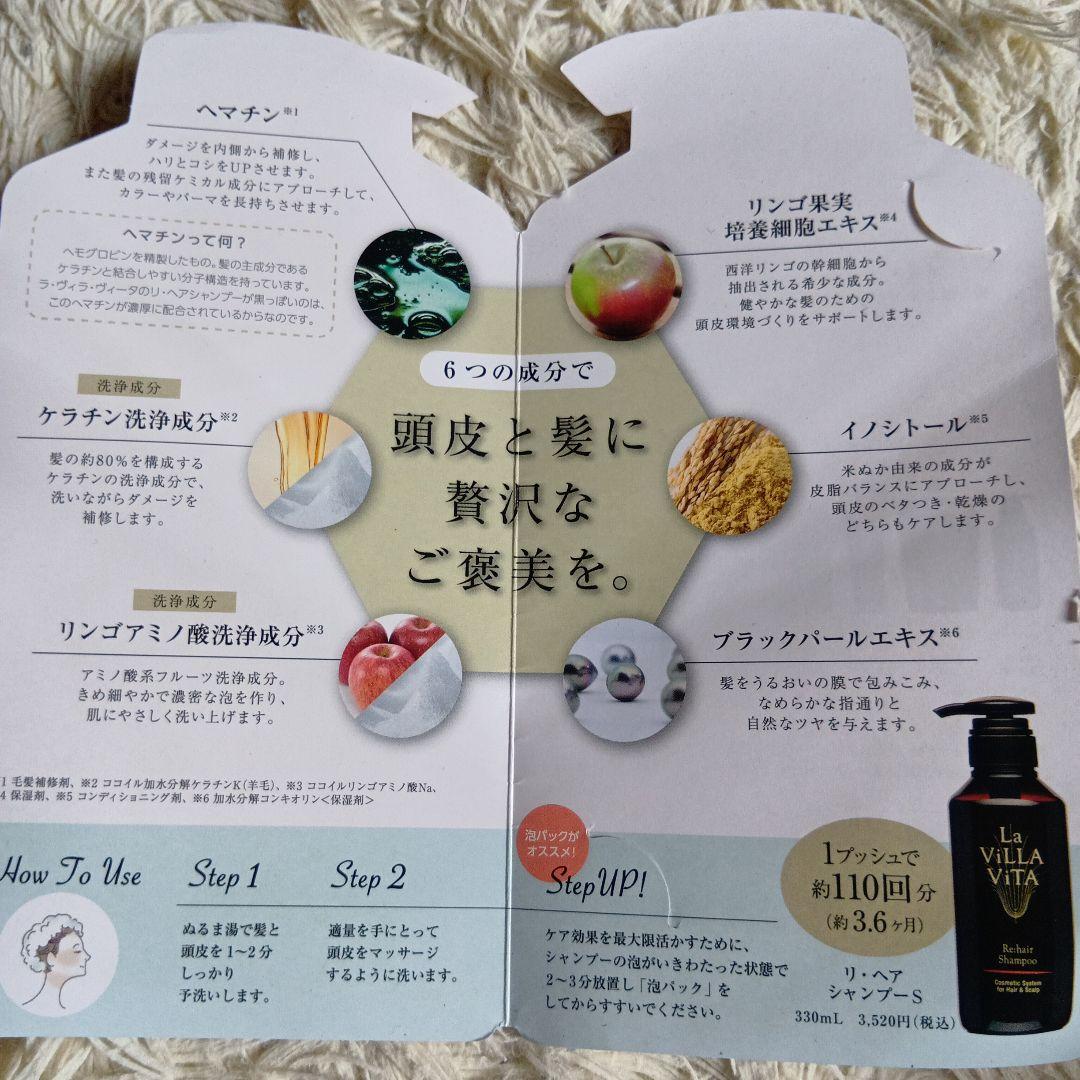 ヘマチン※1
ダメージを内側から補修し、
ハリとコシをUPさせます。
また髪の残留ケミカル成分にアプローチして、
カラーやパーマを長持ちさせます。
ヘマチンって何？
ヘモグロビンを精製したもの。髪の主成分である
ケラチンと結合しやすい分子構造を持っています。
ラ・ヴィラ・ヴィータのリ・ヘアシャンプーが黒っぽいのは、
このヘマチンが濃厚に配合されているからなのです。
洗浄成分
ケラチン洗浄成分※2
髪の約80％を構成する
ケラチンの洗浄成分で、
洗いながらダメージを
補修します。
洗浄成分
リンゴアミノ酸洗浄成分※3
アミノ酸系フルーツ洗浄成分。
きめ細やかで濃密な泡を作り、
肌にやさしく洗い上げます。
6つの成分で
頭皮と髪に
贅沢な
ご褒美を。
リンゴ果実
培養細胞エキス※4
西洋リンゴの幹細胞から
抽出される希少な成分。
健やかな髪のための
頭皮環境づくりをサポートします。
イノシトール※5
米ぬか由来の成分が
皮脂バランスにアプローチし、
頭皮のベタつき・乾燥の
どちらもケアします。
ブラックパールエキス※6
髪をうるおいの膜で包みこみ、
なめらかな指通りと
自然なツヤを与えます。
1 毛髪補修剤、※2 ココイル加水分解ケラチンK（羊毛）、※3 ココイルリンゴアミノ酸Na、
4 保湿剤、※5 コンディショニング剤、※6 加水分解コンキオリン＜保湿剤＞
How To Use
Step 1
ぬるま湯で髪と
頭皮を1～2分
しっかり
予洗いします。
Step 2
適量を手にとって
頭皮をマッサージ
するように洗います。
泡パックが
オススメ！
Step UP!
ケア効果を最大限活かすために、
シャンプーの泡がいきわたった状態で
2～3分放置し「泡パック」を
してからすすいでください。
1プッシュで
約110回分
（約3.6ヶ月）
リ・ヘア
シャンプーS
330mL 3,520円（税込）
La
ViLLA
ViTA
Re:hair
Shampoo
Cosmetic System
for Hair & Scalp